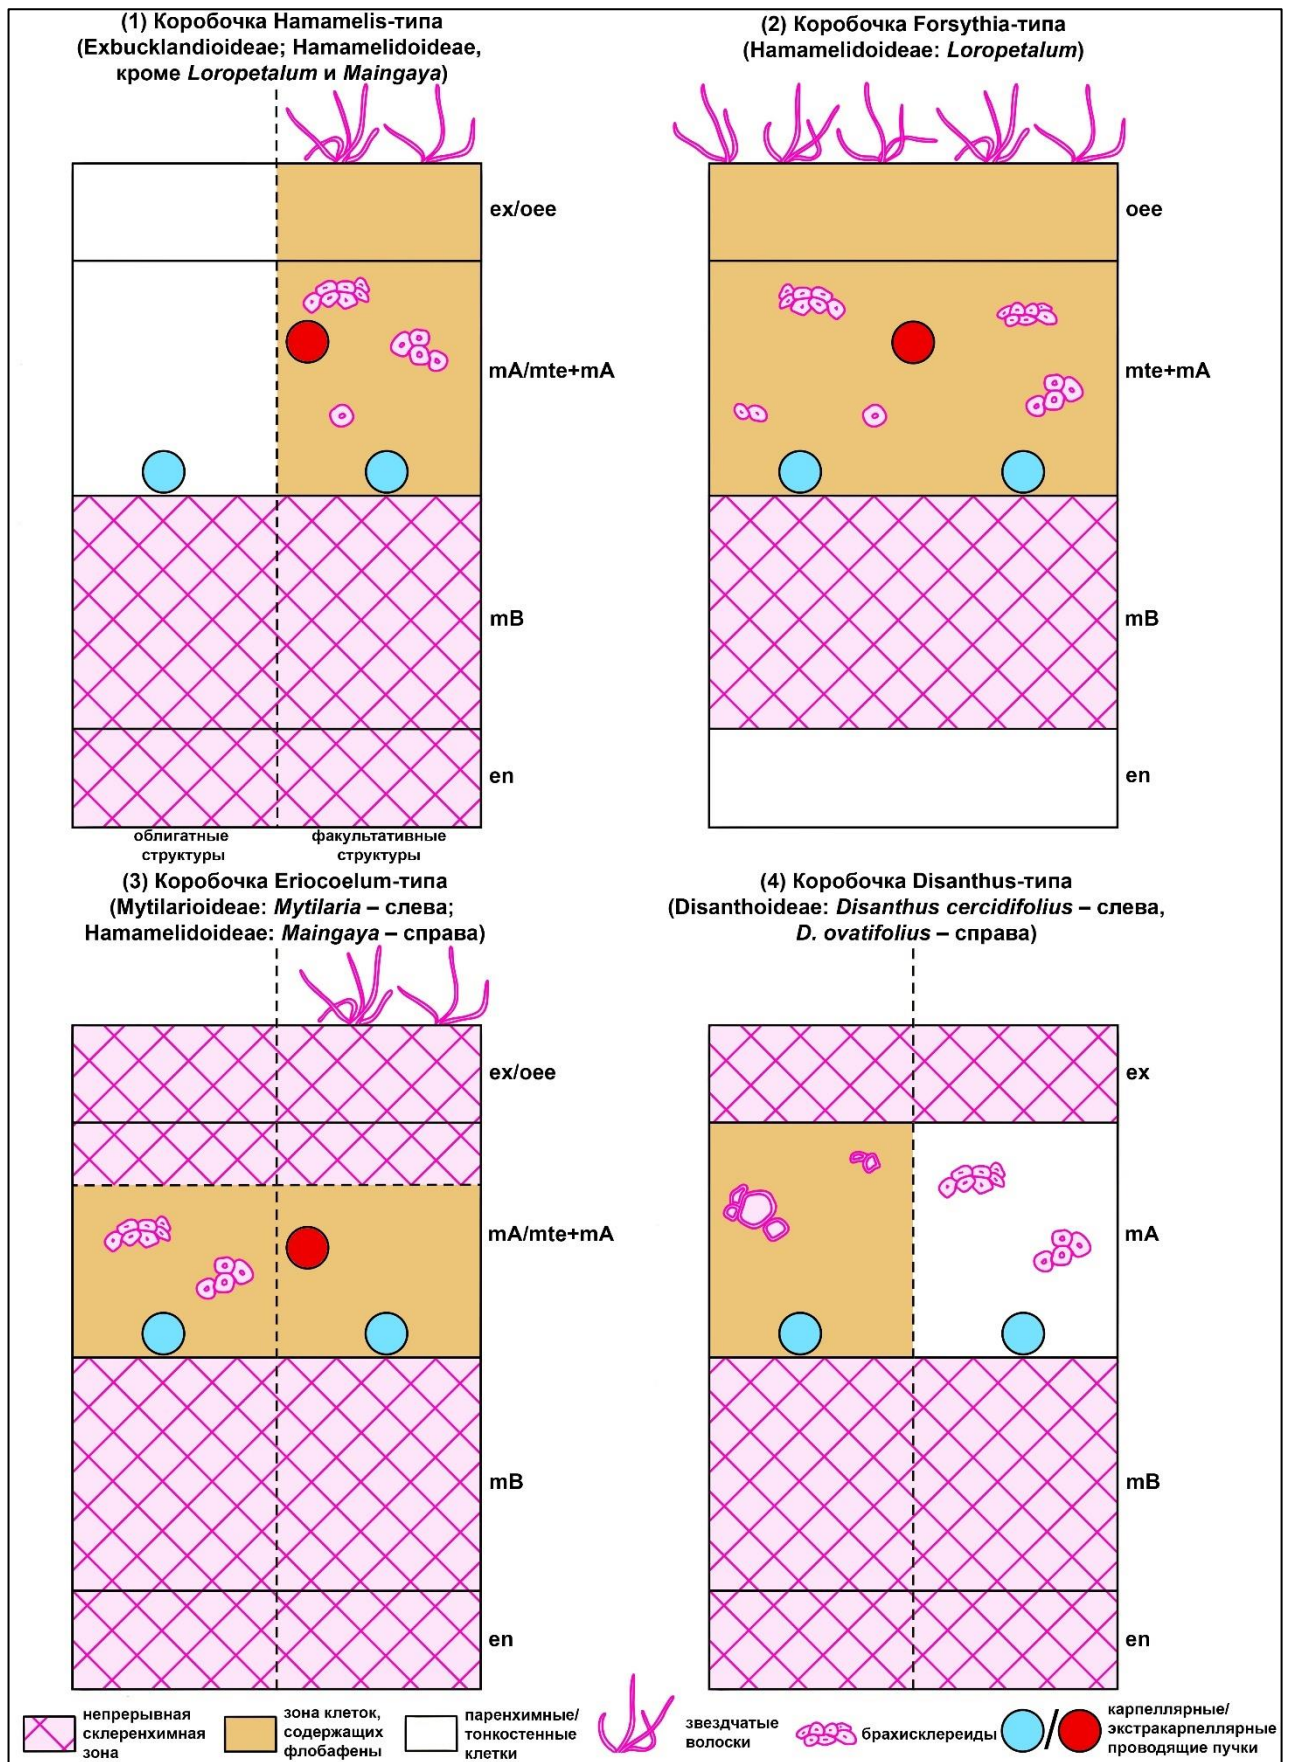 (1) Коробочка Hamamelis-типа
(Exbucklandioideae; Hamamelidoideae,
кроме Loropetalum и Maingaya)
ex/oee
mA/mte+mA
mB
en
облигатные
структуры
факультативные
структуры
(2) Коробочка Forsythia-типа
(Hamamelidoideae: Loropetalum)
oee
mte+mA
mB
en
(3) Коробочка Eriocoelum-типа
(Mytilarioideae: Mytilaria – слева;
Hamamelidoideae: Maingaya – справа)
ex/oee
mA/mte+mA
mB
en
(4) Коробочка Disanthus-типа
(Disanthoideae: Disanthus cercidifolius – слева,
D. ovatifolius – справа)
ex
mA
mB
en
непрерывная
склеренхимная
зона
зона клеток,
содержащих
флобафены
паренхимные/
тонкостенные
клетки
звездчатые
волоски
брахисклереиды
/
карпеллярные/
экстракарпеллярные
проводящие пучки